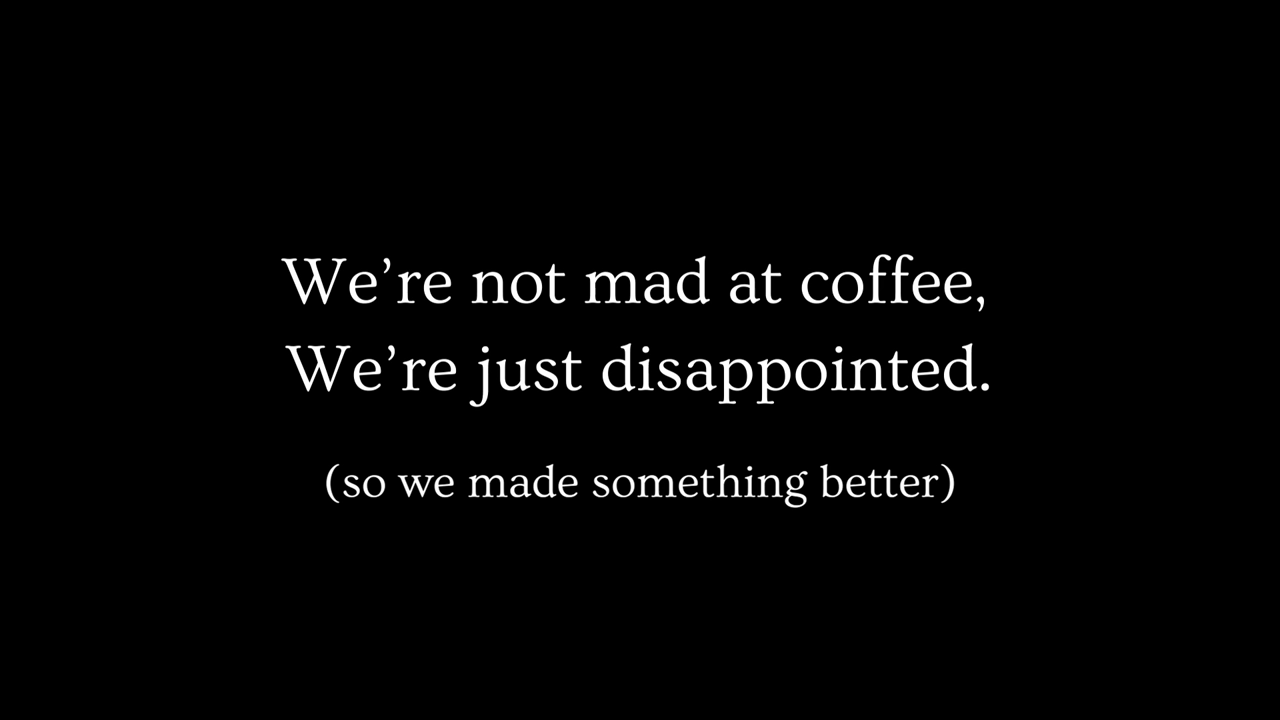 We’re not mad at coffee,
We’re just disappointed.
(so we made something better)